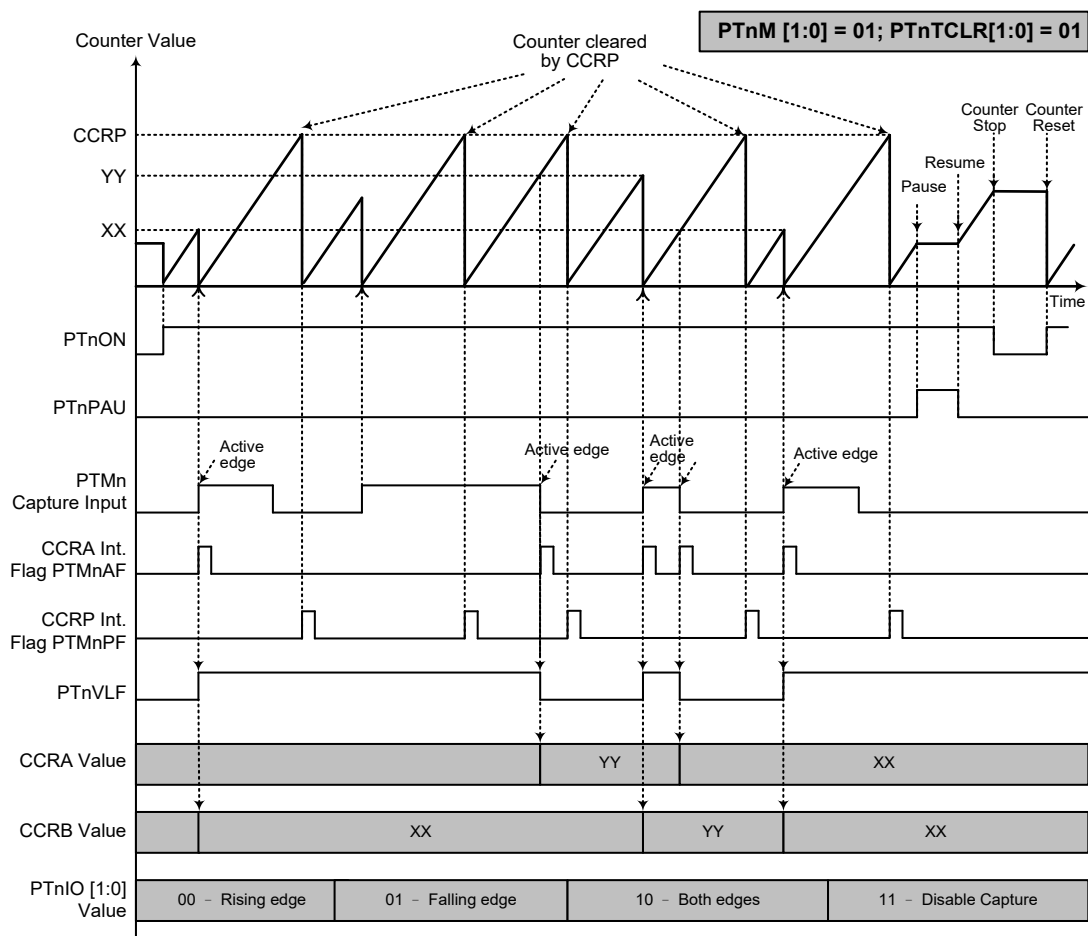 PTnM [1:0] = 01; PTnTCLR[1:0] = 01
Counter Value
Counter cleared
by CCRP
Counter
Stop
Counter
Reset
CCRP
YY
Resume
Pause
XX
Time
PTnON
PTnPAU
Active
edge
Active edge
Active
edge
Active edge
PTMn
Capture Input
CCRA Int.
Flag PTMnAF
CCRP Int.
Flag PTMnPF
PTnVLF
CCRA Value
YY
XX
CCRB Value
XX
YY
XX
PTnIO [1:0]
Value
00 – Rising edge
01 – Falling edge
10 – Both edges
11 – Disable Capture